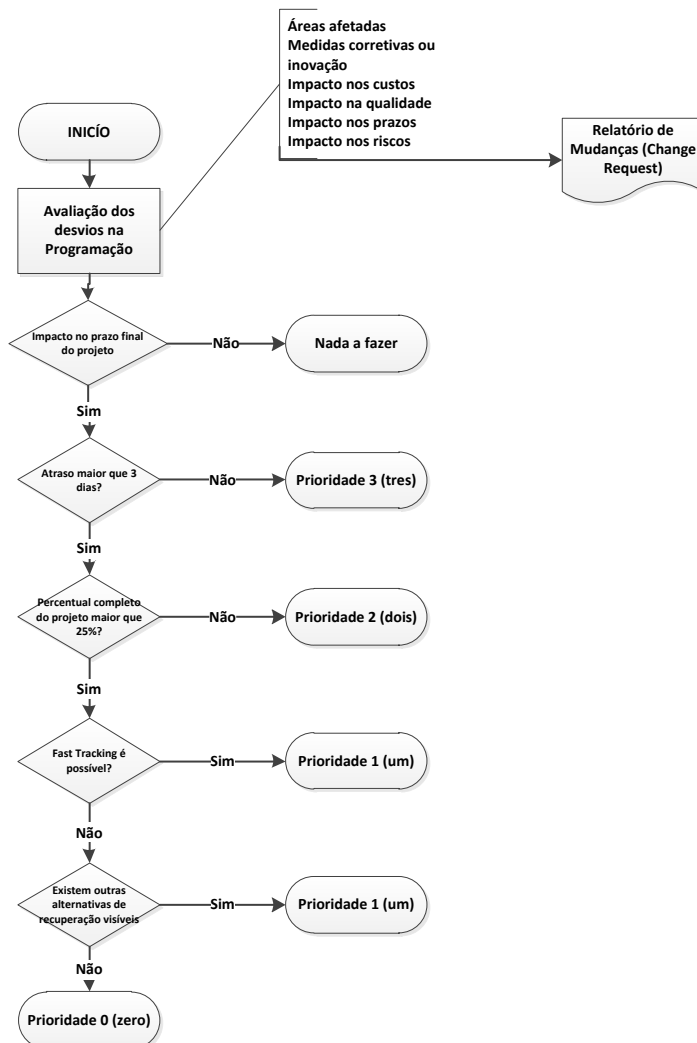 Áreas afetadas
Medidas corretivas ou
inovação
Impacto nos custos
Impacto na qualidade
Impacto nos prazos
Impacto nos riscos
Relatório de
Mudanças (Change
Request)
INICÍO
Avaliação dos
desvios na
Programação
Impacto no prazo final
do projeto
Não
Nada a fazer
Sim
Atraso maior que 3
dias?
Não
Prioridade 3 (tres)
Sim
Percentual completo
do projeto maior que
25%?
Não
Prioridade 2 (dois)
Sim
Fast Tracking é
possível?
Sim
Prioridade 1 (um)
Não
Existem outras
alternativas de
recuperação visíveis
Sim
Prioridade 1 (um)
Não
Prioridade 0 (zero)